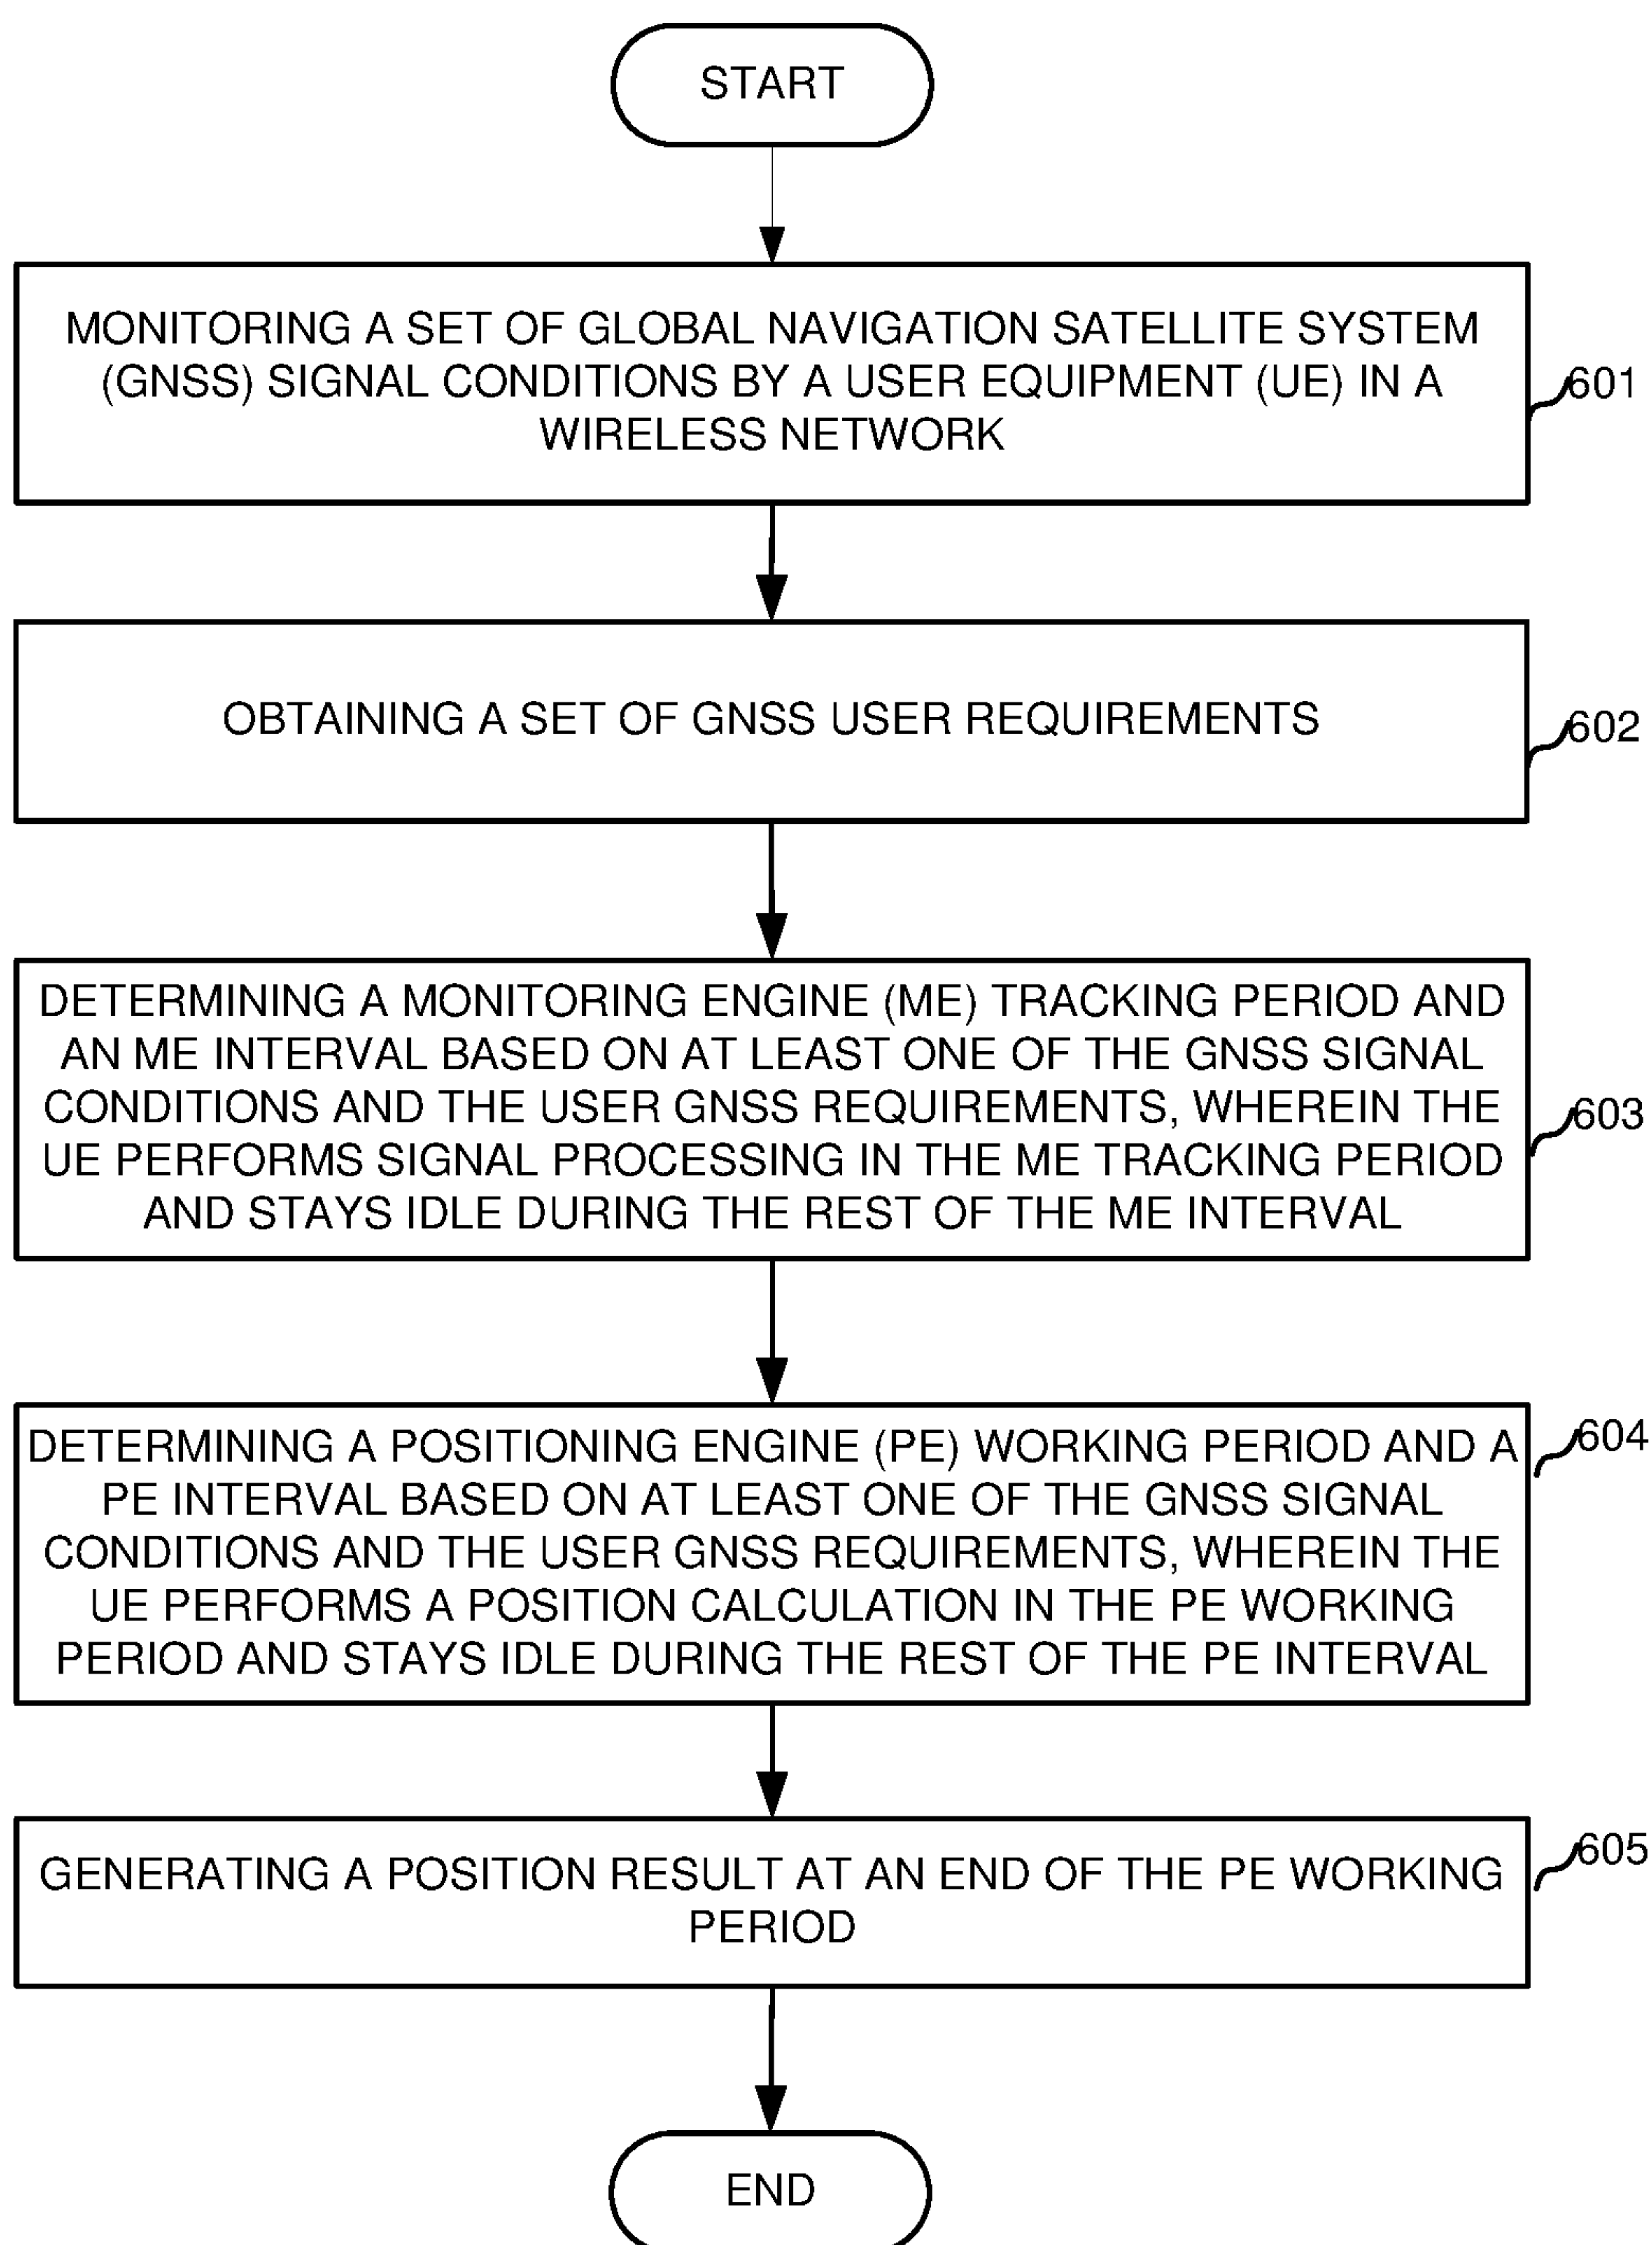 START
MONITORING A SET OF GLOBAL NAVIGATION SATELLITE SYSTEM
(GNSS) SIGNAL CONDITIONS BY A USER EQUIPMENT (UE) IN A
WIRELESS NETWORK
601
OBTAINING A SET OF GNSS USER REQUIREMENTS
602
DETERMINING A MONITORING ENGINE (ME) TRACKING PERIOD AND
AN ME INTERVAL BASED ON AT LEAST ONE OF THE GNSS SIGNAL
CONDITIONS AND THE USER GNSS REQUIREMENTS, WHEREIN THE
UE PERFORMS SIGNAL PROCESSING IN THE ME TRACKING PERIOD
AND STAYS IDLE DURING THE REST OF THE ME INTERVAL
603
DETERMINING A POSITIONING ENGINE (PE) WORKING PERIOD AND A
PE INTERVAL BASED ON AT LEAST ONE OF THE GNSS SIGNAL
CONDITIONS AND THE USER GNSS REQUIREMENTS, WHEREIN THE
UE PERFORMS A POSITION CALCULATION IN THE PE WORKING
PERIOD AND STAYS IDLE DURING THE REST OF THE PE INTERVAL
604
GENERATING A POSITION RESULT AT AN END OF THE PE WORKING
PERIOD
605
END